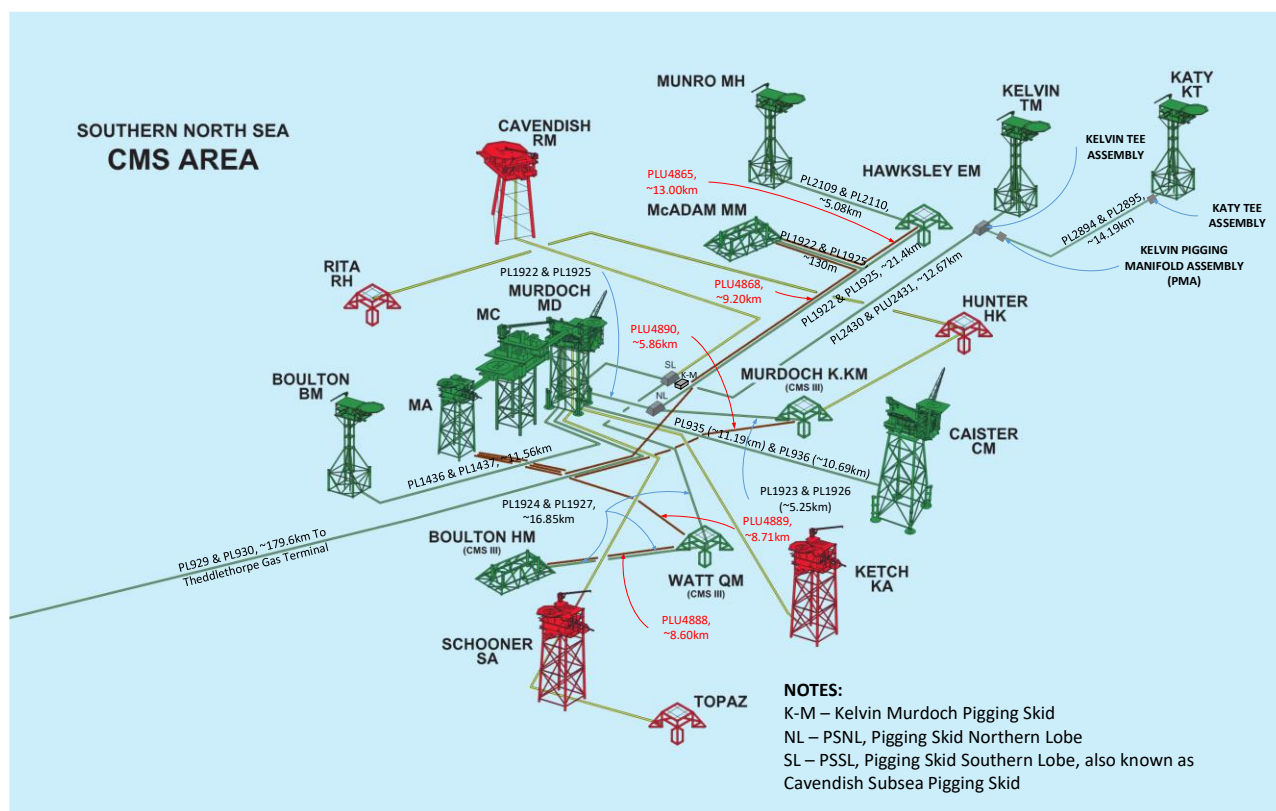 SOUTHERN NORTH SEA
CMS AREA
CAVENDISH
RM
MUNRO MH
KELVIN
TM
KATY
KT
KELVIN TEE
ASSEMBLY
PLU4865,
~13.00km
PL2109 & PL2110,
~5.08km
HAWKSLEY EM
McADAM MM
PL1922 & PL1925
~130m
PL2894 & PL2895,
~14.19km
KATY TEE
ASSEMBLY
KELVIN PIGGING
MANIFOLD ASSEMBLY
(PMA)
RITA
RH
PL1922 & PL1925
MURDOCH
MD
MC
PLU4868,
~9.20km
PL1922 & PL1925, ~21.4km
PL2430 & PLU2431, ~12.67km
HUNTER
HK
PLU4890,
~5.86km
SL
K-M
NL
MURDOCH K.KM
(CMS III)
BOULTON
BM
MA
CAISTER
CM
PL935 (~11.19km) & PL936 (~10.69km)
PL1436 & PL1437, ~11.56km
PL1923 & PL1926
(~5.25km)
PL1924 & PL1927,
~16.85km
PLU4889,
~8.71km
PL929 & PL930, ~179.6km To
Theddlethorpe Gas Terminal
BOULTON HM
(CMS III)
WATT QM
(CMS III)
KETCH
KA
PLU4888,
~8.60km
SCHOONER
SA
TOPAZ
NOTES:
K-M – Kelvin Murdoch Pigging Skid
NL – PSNL, Pigging Skid Northern Lobe
SL – PSSL, Pigging Skid Southern Lobe, also known as
Cavendish Subsea Pigging Skid